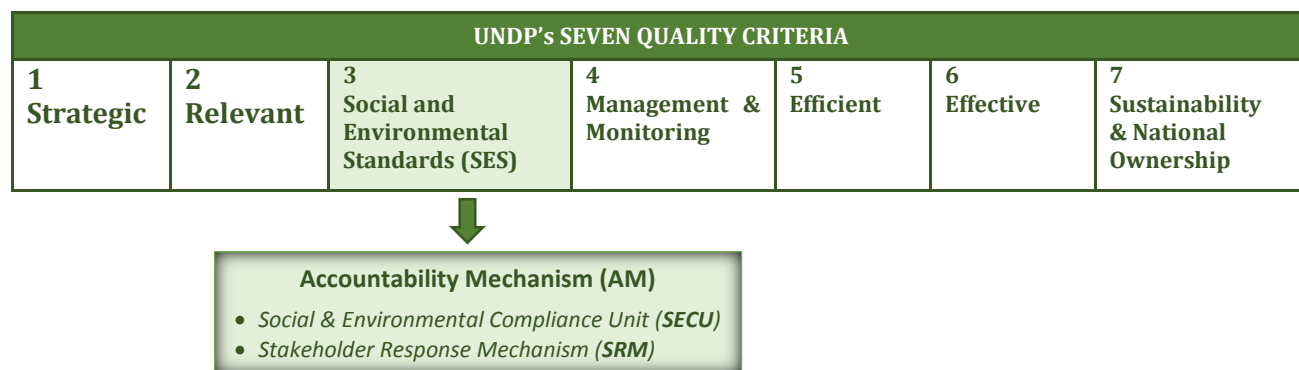 UNDP's SEVEN QUALITY CRITERIA
1
Strategic
2
Relevant
3
Social and
Environmental
Standards (SES)
4
Management &
Monitoring
5
Efficient
6
Effective
7
Sustainability
& National
Ownership
Accountability Mechanism (AM)
• Social & Environmental Compliance Unit (SECU)
• Stakeholder Response Mechanism (SRM)